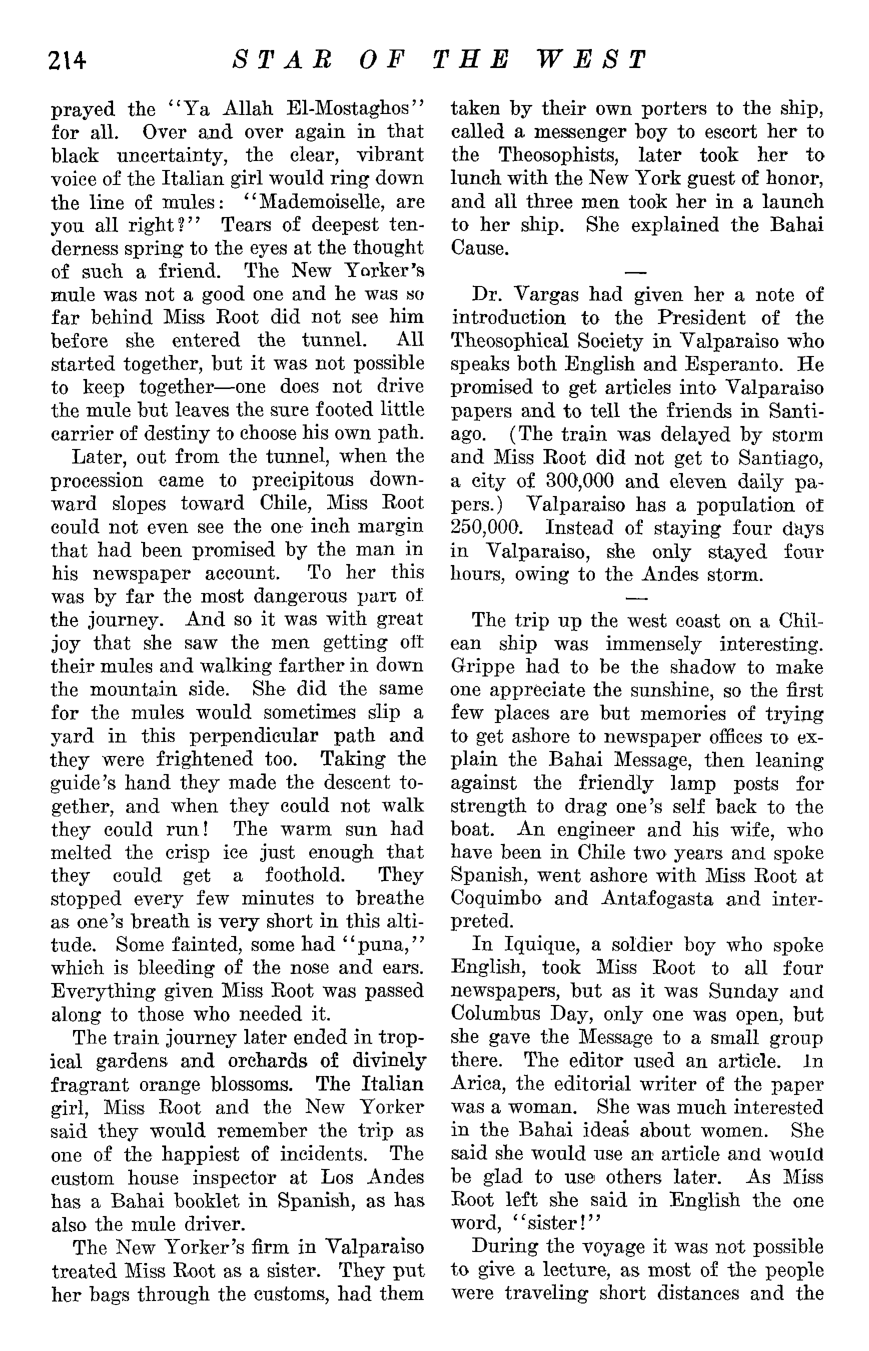 214 STAR OF THE WEST
prayed the "Ya Allah El-Mostaghos"
for all. Over and over again in that
black uncertainty, the clear, vibrant
voice of the Italian girl would ring down
the line of mules: "Mademoiselle, are
you all right?" Tears of deepest ten-
derness spring to the eyes at the thought
of such a friend. The New Yorker's
mule was not a good one and he was so
far behind Miss Root did not see him
before she entered the tunnel. All
started together, but it was not possible
to keep together—one does not drive
the mule but leaves the sure footed little
carrier of destiny to choose his own path.
Later, out from the tunnel, when the
procession came to precipitous down-
ward slopes toward Chile, Miss Root
could not even see the one inch margin
that had been promised by the man in
his newspaper account. To her this
was by far the most dangerous part of
the journey. And so it was with great
joy that she saw the men getting off
their mules and walking farther in down
the mountain side. She did the same
for the mules would sometimes slip a
yard in this perpendicular path and
they were frightened too. Taking the
guide's hand they made the descent to-
gether, and when they could not walk
they could run! The warm sun had
melted the crisp ice just enough that
they could get a foothold. They
stopped every few minutes to breathe
as one's breath is very short in this alti-
tude. Some fainted, some had "puna,"
which is bleeding of the nose and ears.
Everything given Miss Root was passed
along to those who needed it.
The train journey later ended in trop-
ical gardens and orchards of divinely
fragrant orange blossoms. The Italian
girl, Miss Root and the New Yorker
said they would remember the trip as
one of the happiest of incidents. The
custom house inspector at Los Andes
has a Bahai booklet in Spanish, as has
also the mule driver.
The New Yorker's firm in Valparaiso
treated Miss Root as a sister. They put
her bags through the customs, had them
taken by their own porters to the ship,
called a messenger boy to escort her to
the Theosophists, later took her to
lunch with the New York guest of honor,
and all three men took her in a launch
to her ship. She explained the Bahai
Cause.
—
Dr. Vargas had given her a note of
introduction to the President of the
Theosophical Society in Valparaiso who
speaks both English and Esperanto. He
promised to get articles into Valparaiso
papers and to tell the friends in Santi-
ago. (The train was delayed by storm
and Miss Root did not get to Santiago,
a city of 300,000 and eleven daily pa-
pers.) Valparaiso has a population of
250,000. Instead of staying four days
in Valparaiso, she only stayed four
hours, owing to the Andes storm.
—
The trip up the west coast on a Chil-
ean ship was immensely interesting.
Grippe had to be the shadow to make
one appreciate the sunshine, so the first
few places are but memories of trying
to get ashore to newspaper offices to ex-
plain the Bahai Message, then leaning
against the friendly lamp posts for
strength to drag one's self back to the
boat. An engineer and his wife, who
have been in Chile two years and spoke
Spanish, went ashore with Miss Root at
Coquimbo and Antafogasta and inter-
preted.
In Iquique, a soldier boy who spoke
English, took Miss Root to all four
newspapers, but as it was Sunday and
Columbus Day, only one was open, but
she gave the Message to a small group
there. The editor used an article. In
Arica, the editorial writer of the paper
was a woman. She was much interested
in the Bahai ideas about women. She
said she would use an article and would
be glad to use others later. As Miss
Root left she said in English the one
word, "sister!"
During the voyage it was not possible
to give a lecture, as most of the people
were traveling short distances and the